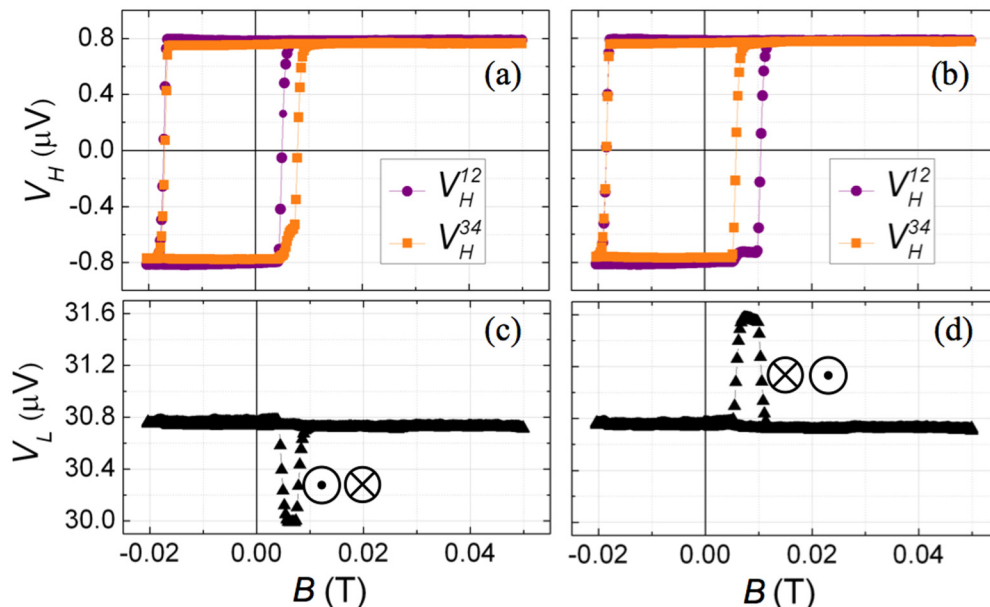 0.8
0.4
0.0
-0.4
-0.8
V_H (μV)
(a)
V_H^12
V_H^34
(b)
V_H^12
V_H^34
31.6
31.2
30.8
30.4
30.0
V_L (μV)
(c)
(d)
-0.02 0.00 0.02 0.04
-0.02 0.00 0.02 0.04
B (T)
B (T)